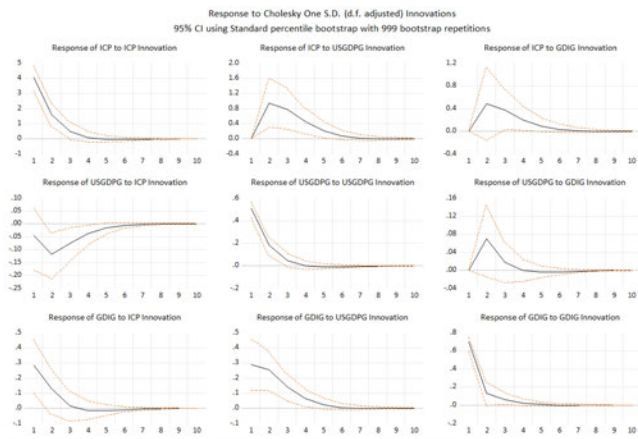 Response to Cholesky One S.D. (d.f. adjusted) Innovations
95% CI using Standard percentile bootstrap with 999 bootstrap repetitions
Response of ICP to ICP Innovation
5
4
3
2
1
0
-1
1 2 3 4 5 6 7 8 9 10
Response of ICP to USGDPG Innovation
2.0
1.6
1.2
0.8
0.4
0.0
-0.4
1 2 3 4 5 6 7 8 9 10
Response of ICP to GDIG Innovation
1.2
0.8
0.4
0.0
-0.4
1 2 3 4 5 6 7 8 9 10
Response of USGDPG to ICP Innovation
.10
.05
.00
-.05
-.10
-.15
-.20
-.25
1 2 3 4 5 6 7 8 9 10
Response of USGDPG to USGDPG Innovation
.6
.4
.2
.0
-.2
1 2 3 4 5 6 7 8 9 10
Response of USGDPG to GDIG Innovation
.16
.12
.08
.04
.00
-.04
1 2 3 4 5 6 7 8 9 10
Response of GDIG to ICP Innovation
.5
.4
.3
.2
.1
.0
-.1
1 2 3 4 5 6 7 8 9 10
Response of GDIG to USGDPG Innovation
.5
.4
.3
.2
.1
.0
-.1
1 2 3 4 5 6 7 8 9 10
Response of GDIG to GDIG Innovation
.8
.6
.4
.2
.0
-.2
1 2 3 4 5 6 7 8 9 10